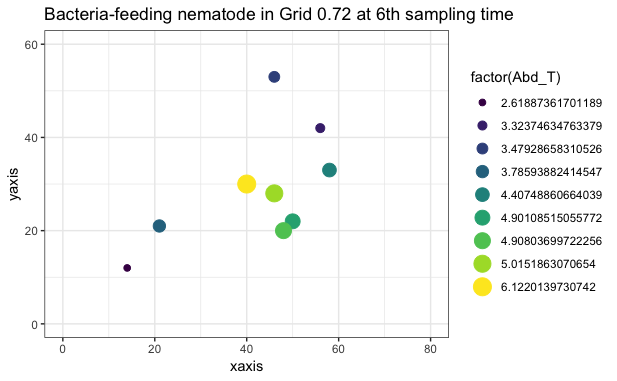 Bacteria-feeding nematode in Grid 0.72 at 6th sampling time
60
40
20
0
yaxis
0 20 40 60 80
xaxis
factor(Abd_T)
2.61887361701189
3.32374634763379
3.47928658310526
3.78593882414547
4.40748860664039
4.90108515055772
4.90803699722256
5.0151863070654
6.1220139730742